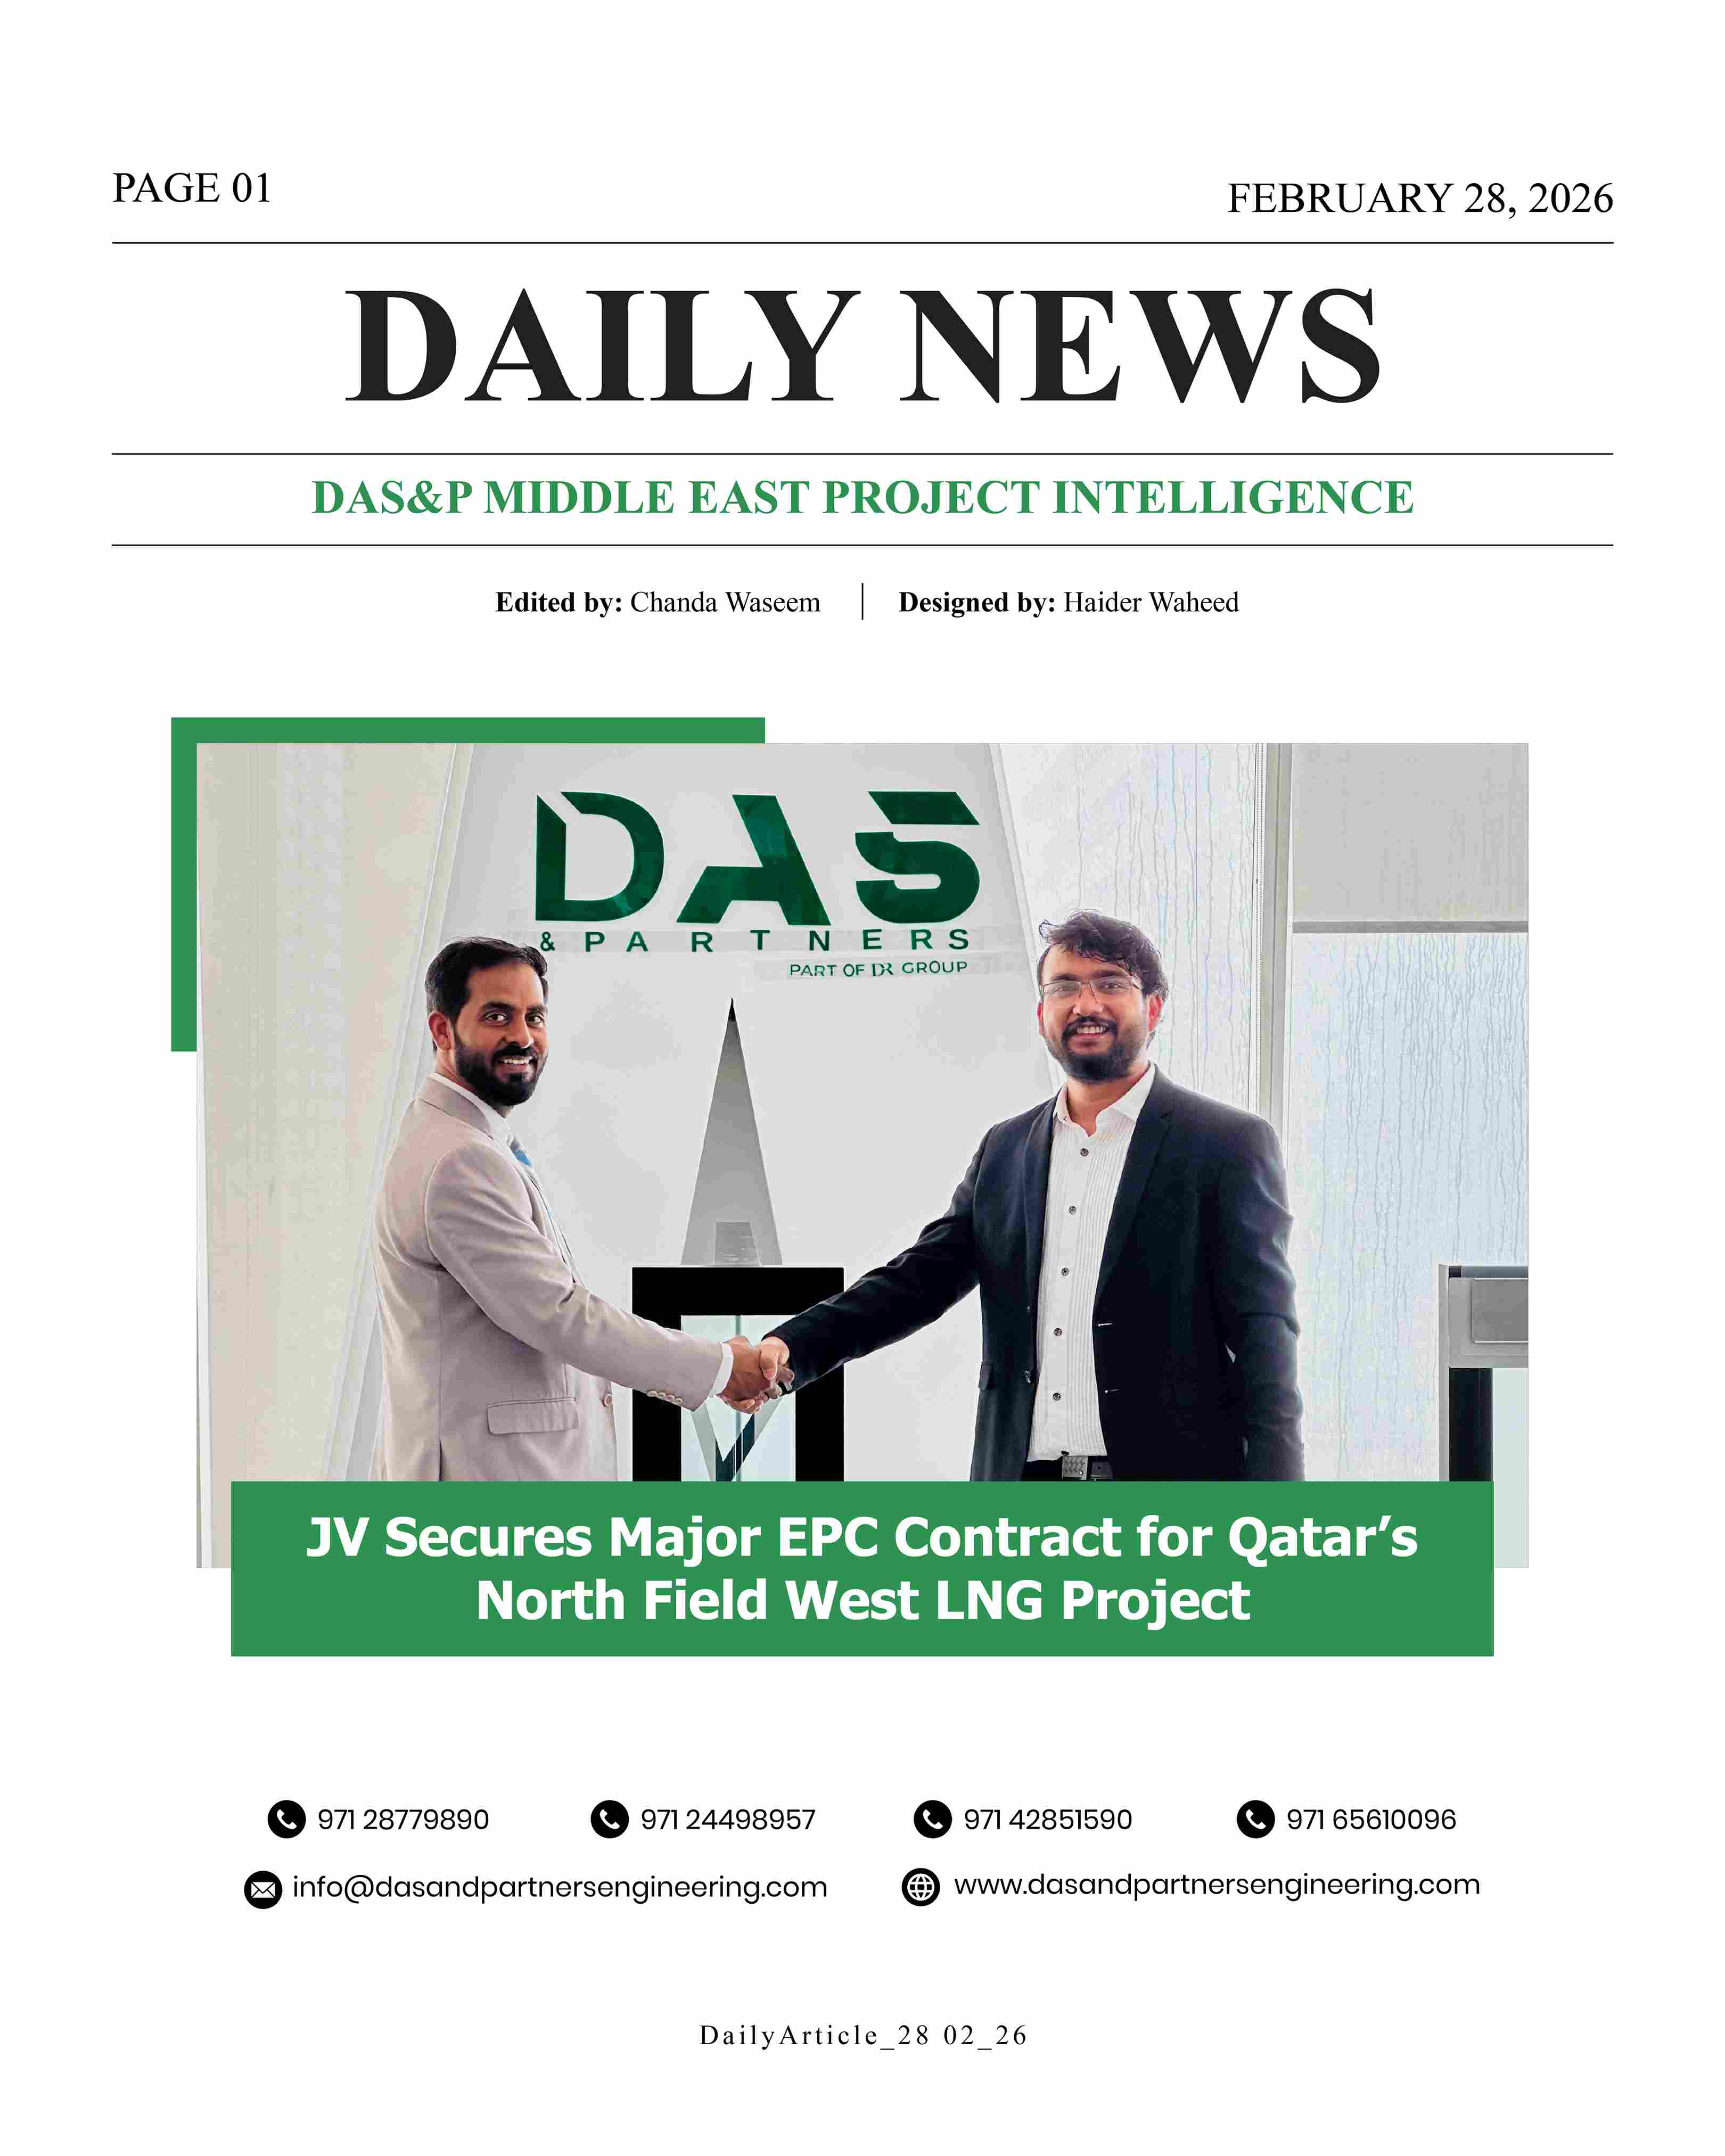 PAGE 01
FEBRUARY 28, 2026
DAILY NEWS
DAS&P MIDDLE EAST PROJECT INTELLIGENCE
Edited by: Chanda Waseem
Designed by: Haider Waheed
DAS
& PARTNERS
PART OF DR GROUP
JV Secures Major EPC Contract for Qatar’s
North Field West LNG Project
971 28779890
971 24498957
971 42851590
971 65610096
info@dasandpartnersengineering.com
www.dasandpartnersengineering.com
DailyArticle_28 02_26